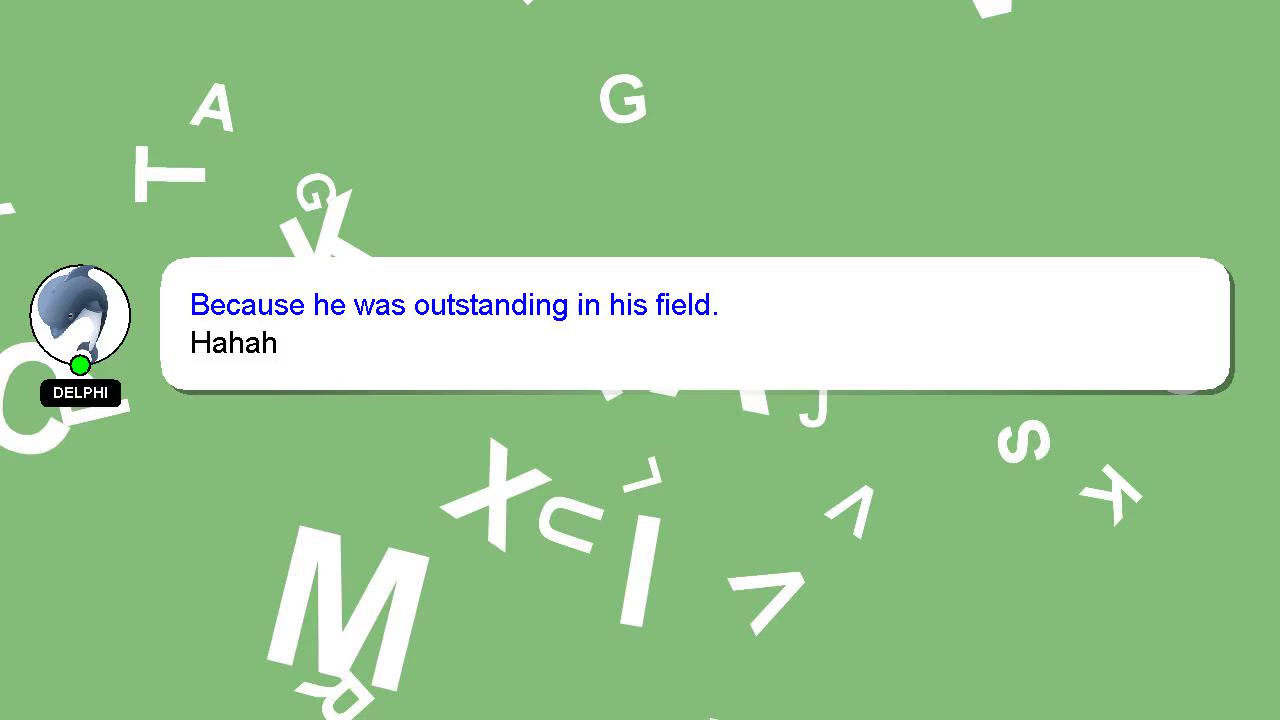 A
G
T
G
K
Because he was outstanding in his field.
Hahah
DELPHI
C
J
S
X
L
K
U
V
I
V
M
R